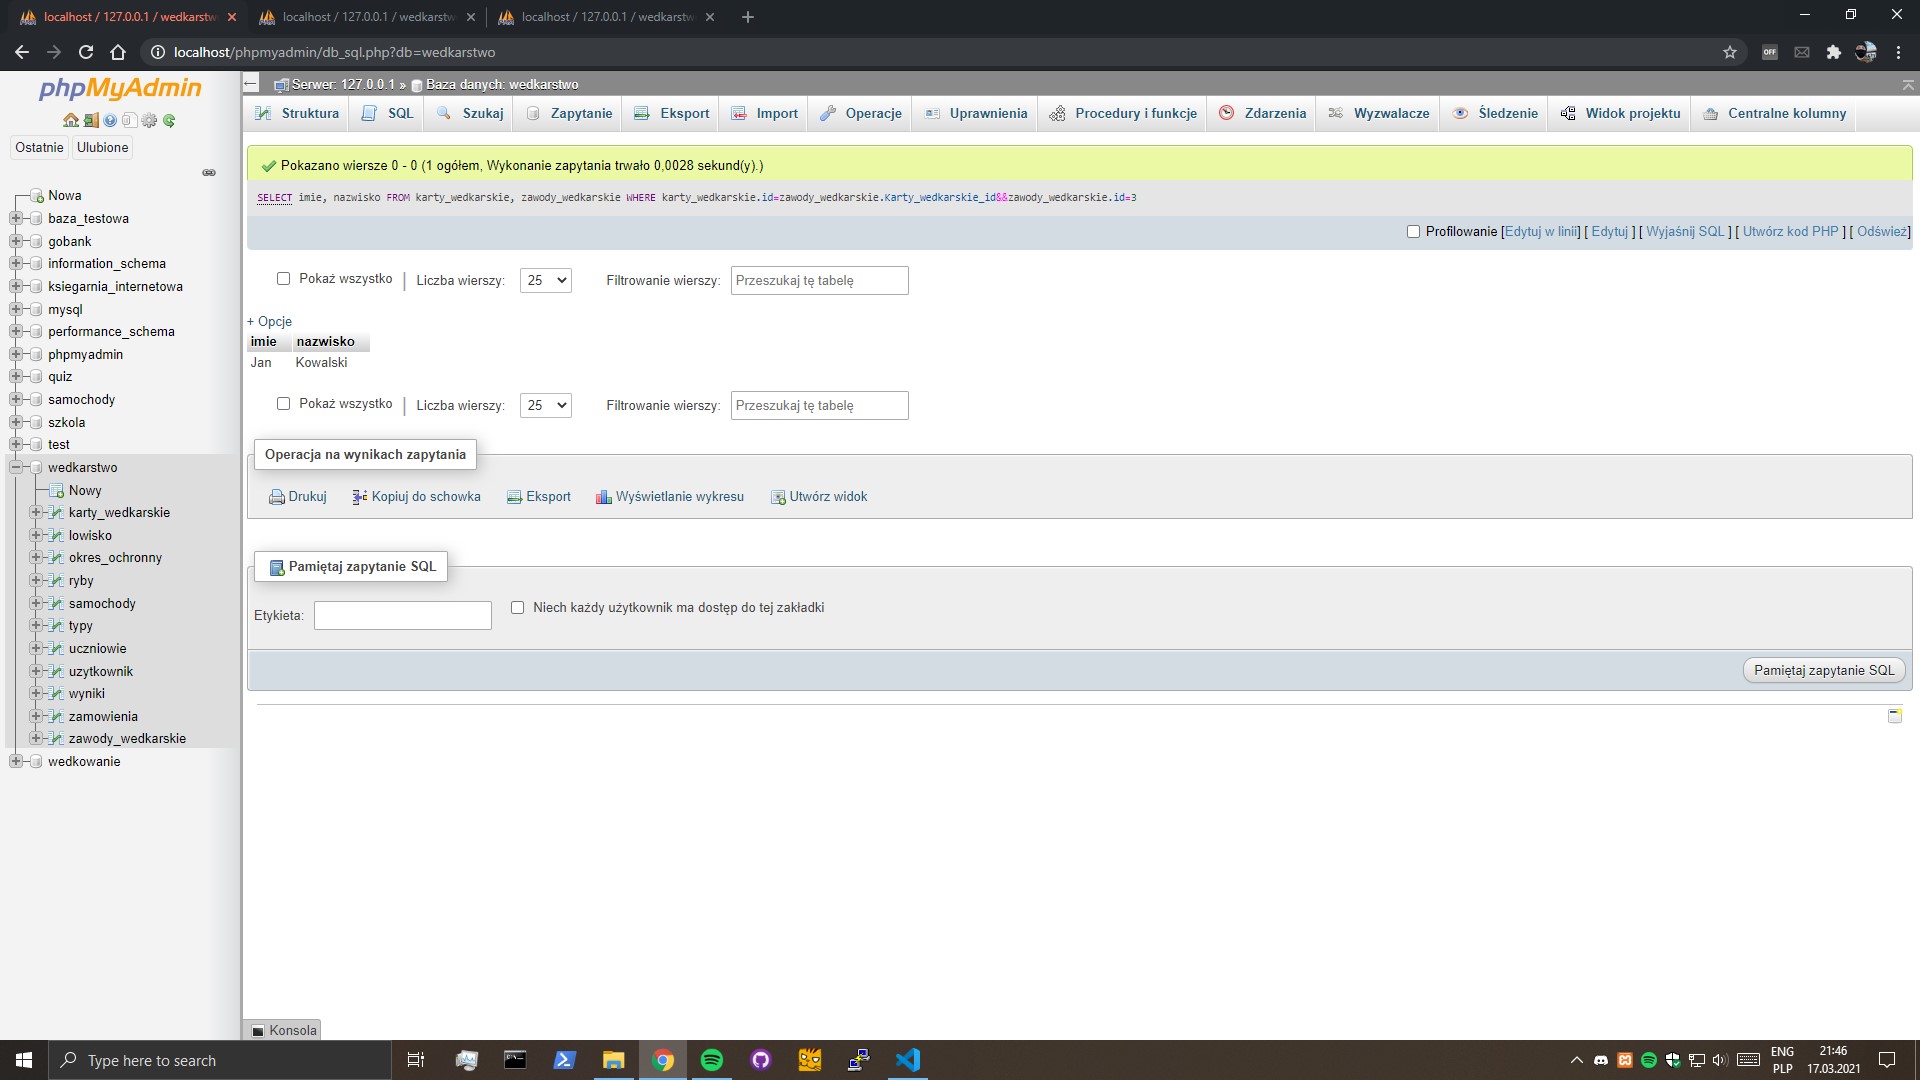 localhost / 127.0.0.1 / wedkarstw
localhost / 127.0.0.1 / wedkarstw
localhost / 127.0.0.1 / wedkarstw
localhost/phpmyadmin/db_sql.php?db=wedkarstwo
OFF
phpMyAdmin
Ostatnie
Ulubione
Nowa
baza_testowa
gobank
information_schema
ksiegarnia_internetowa
mysql
performance_schema
phpmyadmin
quiz
samochody
szkola
test
wedkarstwo
Nowy
karty_wedkarskie
lowisko
okres_ochronny
ryby
samochody
typy
uczniowie
uzytkownik
wyniki
zamowienia
zawody_wedkarskie
wedkowanie
Serwer: 127.0.0.1 » Baza danych: wedkarstwo
Struktura SQL Szukaj Zapytanie Eksport Import Operacje Uprawnienia Procedury i funkcje Zdarzenia Wyzwalacze Śledzenie Widok projektu Centralne kolumny
Pokazano wiersze 0 - 0 (1 ogółem, Wykonanie zapytania trwało 0,0028 sekund(y).)
SELECT imie, nazwisko FROM karty_wedkarskie, zawody_wedkarskie WHERE karty_wedkarskie.id=zawody_wedkarskie.Karty_wedkarskie_id&&zawody_wedkarskie.id=3
Profilowanie [Edytuj w linii] [ Edytuj ] [ Wyjaśnij SQL ] [ Utwórz kod PHP ] [ Odśwież]
Pokaż wszystko | Liczba wierszy: 25 Filtrowanie wierszy: Przeszukaj tę tabelę
+ Opcje
imie nazwisko
Jan Kowalski
Pokaż wszystko | Liczba wierszy: 25 Filtrowanie wierszy: Przeszukaj tę tabelę
Operacja na wynikach zapytania
Drukuj Kopiuj do schowka Eksport Wyświetlanie wykresu Utwórz widok
Pamiętaj zapytanie SQL
Etykieta: Niech każdy użytkownik ma dostęp do tej zakładki
Pamiętaj zapytanie SQL
Konsola
Type here to search
ENG
PLP
21:46
17.03.2021